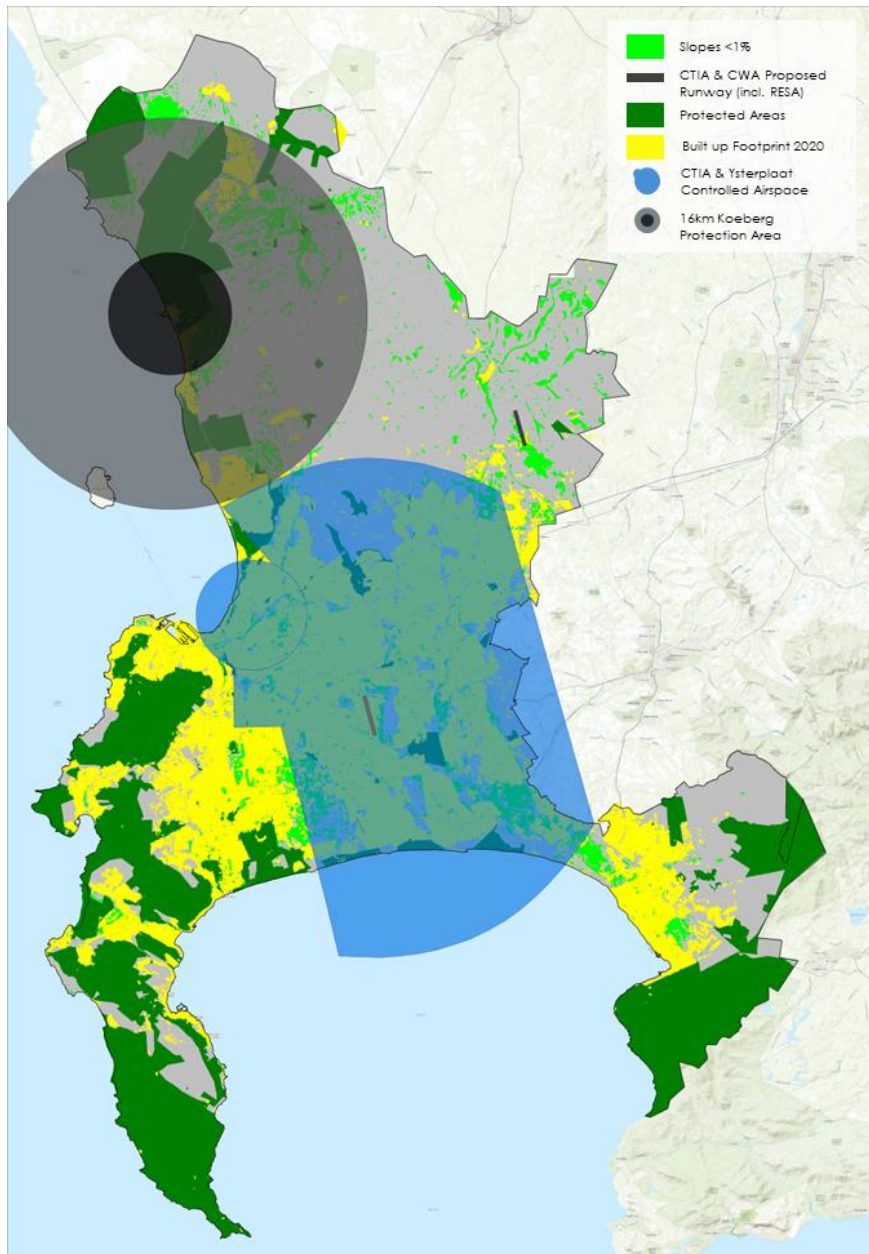 Slopes <1%
CTIA & CWA Proposed
Runway (incl. RESA)
Protected Areas
Built up Footprint 2020
CTIA & Ysterplaat
Controlled Airspace
16km Koeberg
Protection Area